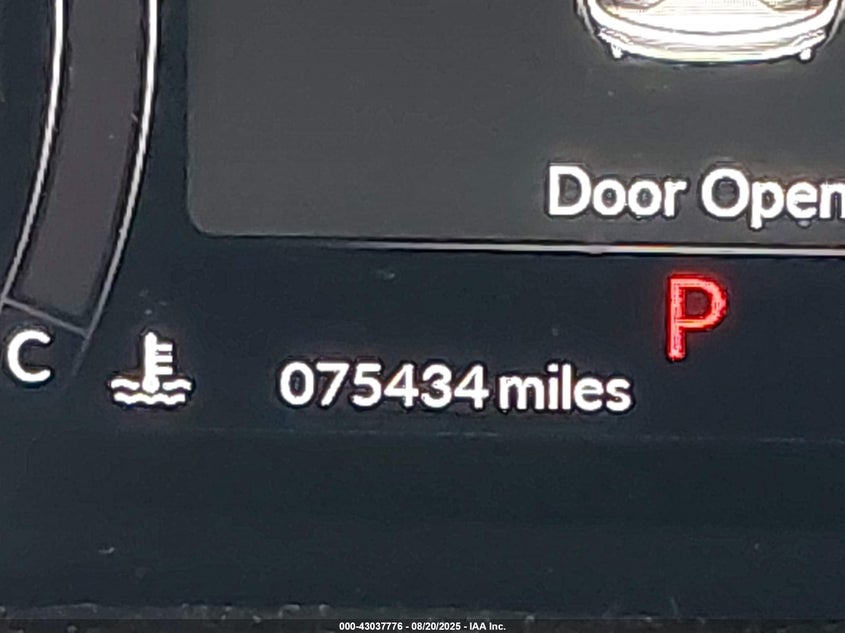 Door Open
P
C
075434 miles
000-43037776 - 08/20/2025 - IAA Inc.